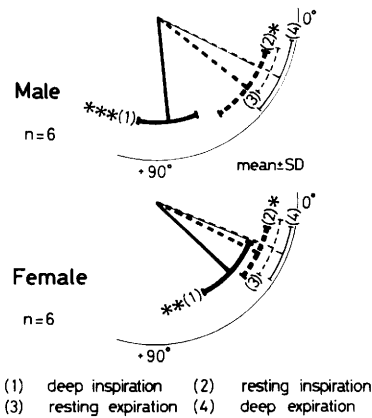 0°
(2)* (4)
Male
***(1)
(3)
n=6
+90°
mean±SD
0°
(2)* (4)
Female
**(1)
(3)
n=6
+90°
(1) deep inspiration (2) resting inspiration
(3) resting expiration (4) deep expiration